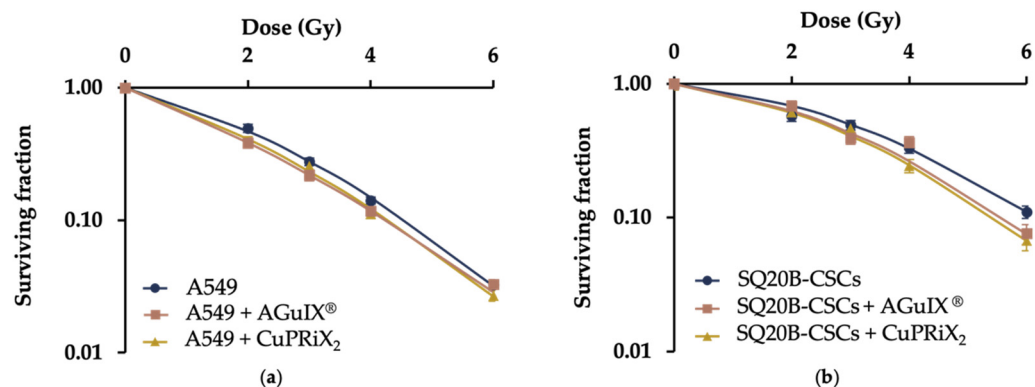 Dose (Gy)
0 2 4 6
1.00
0.10
0.01
Surviving fraction
A549
A549 + AGuIX®
A549 + CuPRiX₂
(a)
Dose (Gy)
0 2 4 6
1.00
0.10
0.01
Surviving fraction
SQ20B-CSCs
SQ20B-CSCs + AGuIX ®
SQ20B-CSCs + CuPRiX₂
(b)